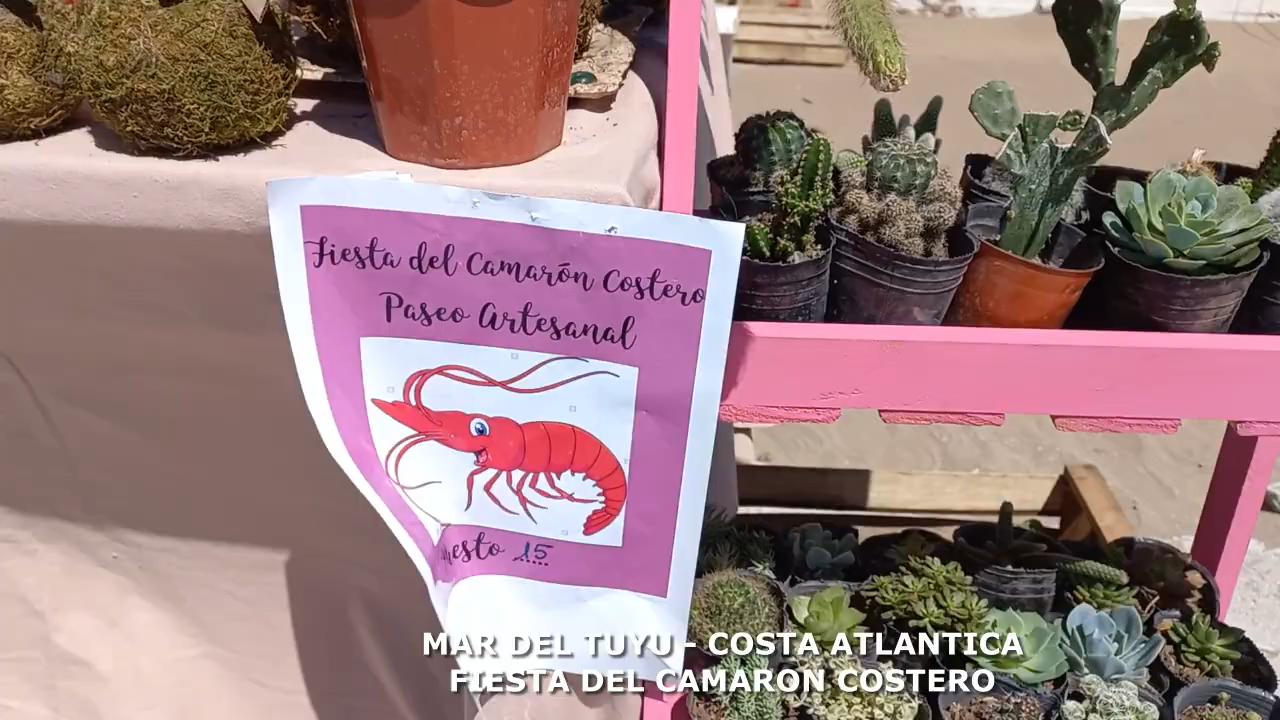 Fiesta del Camarón Costero
Paseo Artesanal
15
MAR DEL TUYU - COSTA ATLANTICA
FIESTA DEL CAMARON COSTERO